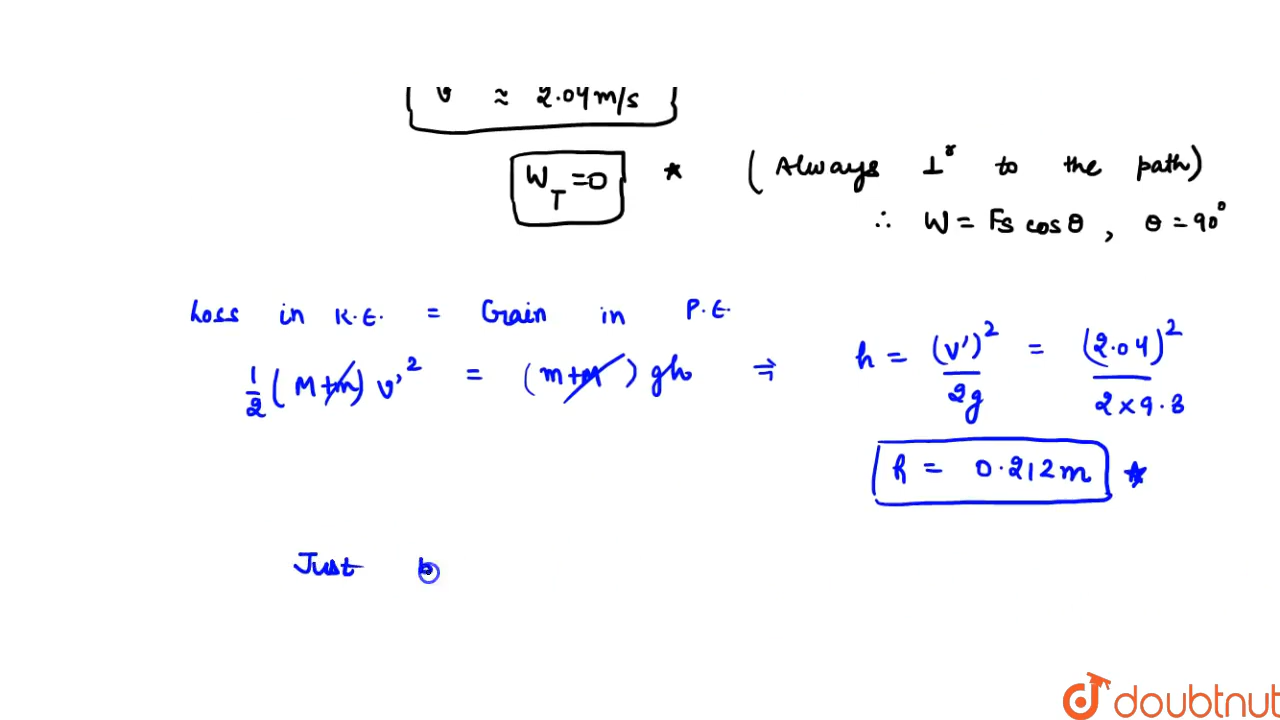 v ≈ 2.04 m/s
W_T = 0 ★ (Always ⊥ʳ to the path)
∴ W = Fs cos θ, θ = 90°
Loss in K.E. = Gain in P.E.
½ (M+m) v'² = (m+M) gh ⇒ h = (v')²/2g = (2.04)²/2×9.8
h = 0.212m ★
Just b
doubtnut